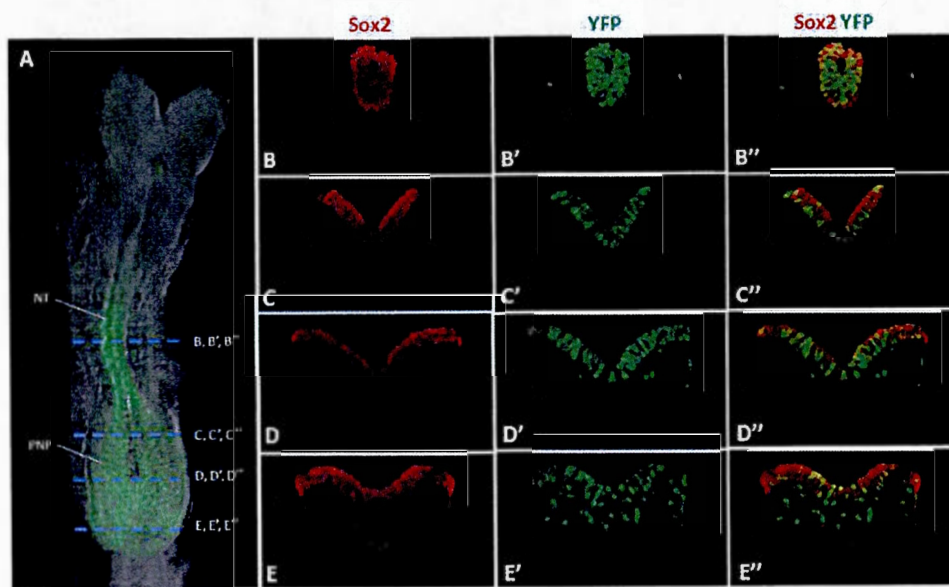 Sox2
YFP
Sox2 YFP
A
NT
PNP
B, B', B''
C, C', C''
D, D', D''
E, E', E''
B
B'
B''
C
C'
C''
D
D'
D''
E
E'
E''